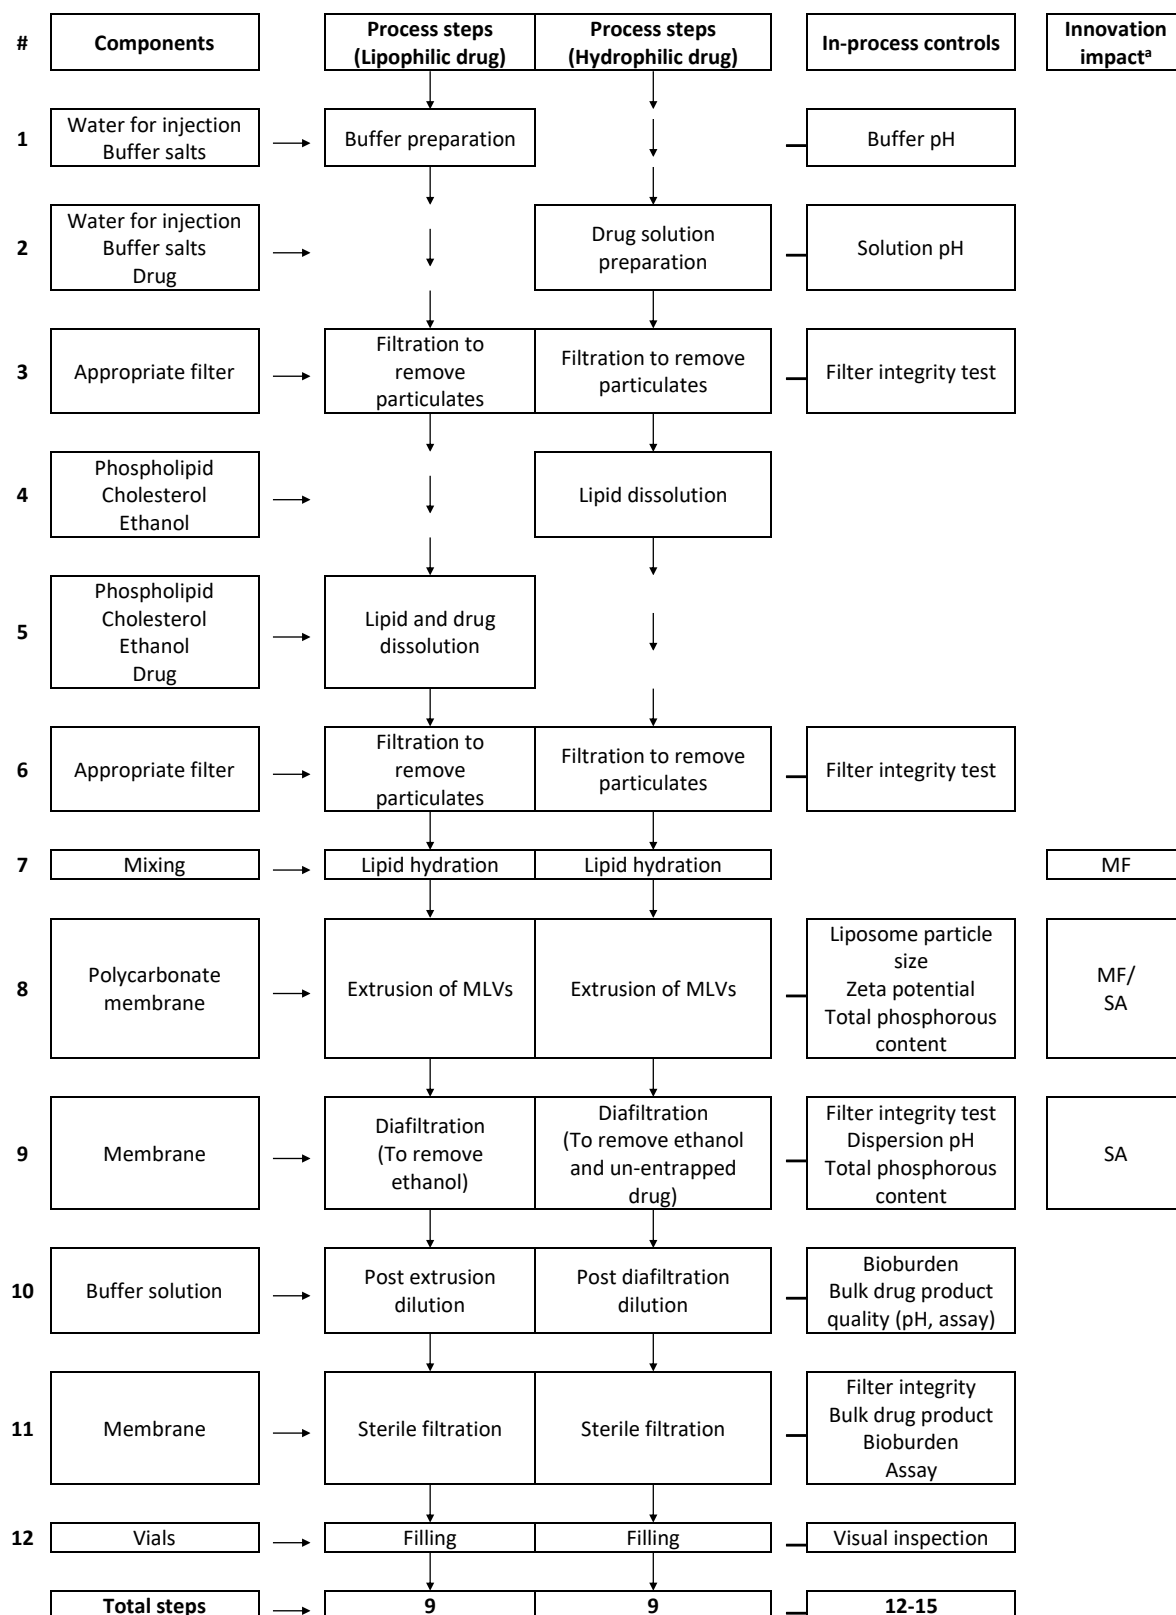 #
Components
Process steps
(Lipophilic drug)
Process steps
(Hydrophilic drug)
In-process controls
Innovation
impactᵃ
1
Water for injection
Buffer salts
Buffer preparation
Buffer pH
2
Water for injection
Buffer salts
Drug
Drug solution
preparation
Solution pH
3
Appropriate filter
Filtration to
remove
particulates
Filtration to remove
particulates
Filter integrity test
4
Phospholipid
Cholesterol
Ethanol
Lipid dissolution
5
Phospholipid
Cholesterol
Ethanol
Drug
Lipid and drug
dissolution
6
Appropriate filter
Filtration to
remove
particulates
Filtration to remove
particulates
Filter integrity test
7
Mixing
Lipid hydration
Lipid hydration
MF
8
Polycarbonate
membrane
Extrusion of MLVs
Extrusion of MLVs
Liposome particle
size
Zeta potential
Total phosphorous
content
MF/
SA
9
Membrane
Diafiltration
(To remove
ethanol)
Diafiltration
(To remove ethanol
and un-entrapped
drug)
Filter integrity test
Dispersion pH
Total phosphorous
content
SA
10
Buffer solution
Post extrusion
dilution
Post diafiltration
dilution
Bioburden
Bulk drug product
quality (pH, assay)
11
Membrane
Sterile filtration
Sterile filtration
Filter integrity
Bulk drug product
Bioburden
Assay
12
Vials
Filling
Filling
Visual inspection
Total steps
9
9
12-15